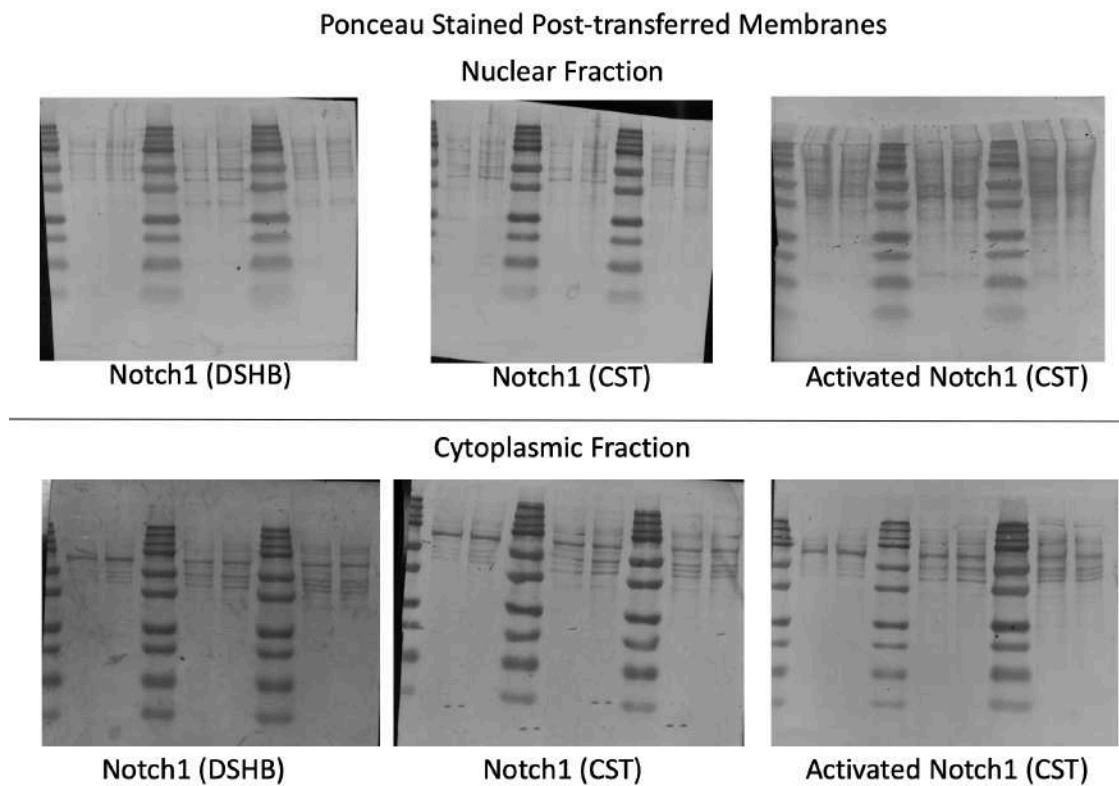 Ponceau Stained Post-transferred Membranes
Nuclear Fraction
Notch1 (DSHB)
Notch1 (CST)
Activated Notch1 (CST)
Cytoplasmic Fraction
Notch1 (DSHB)
Notch1 (CST)
Activated Notch1 (CST)